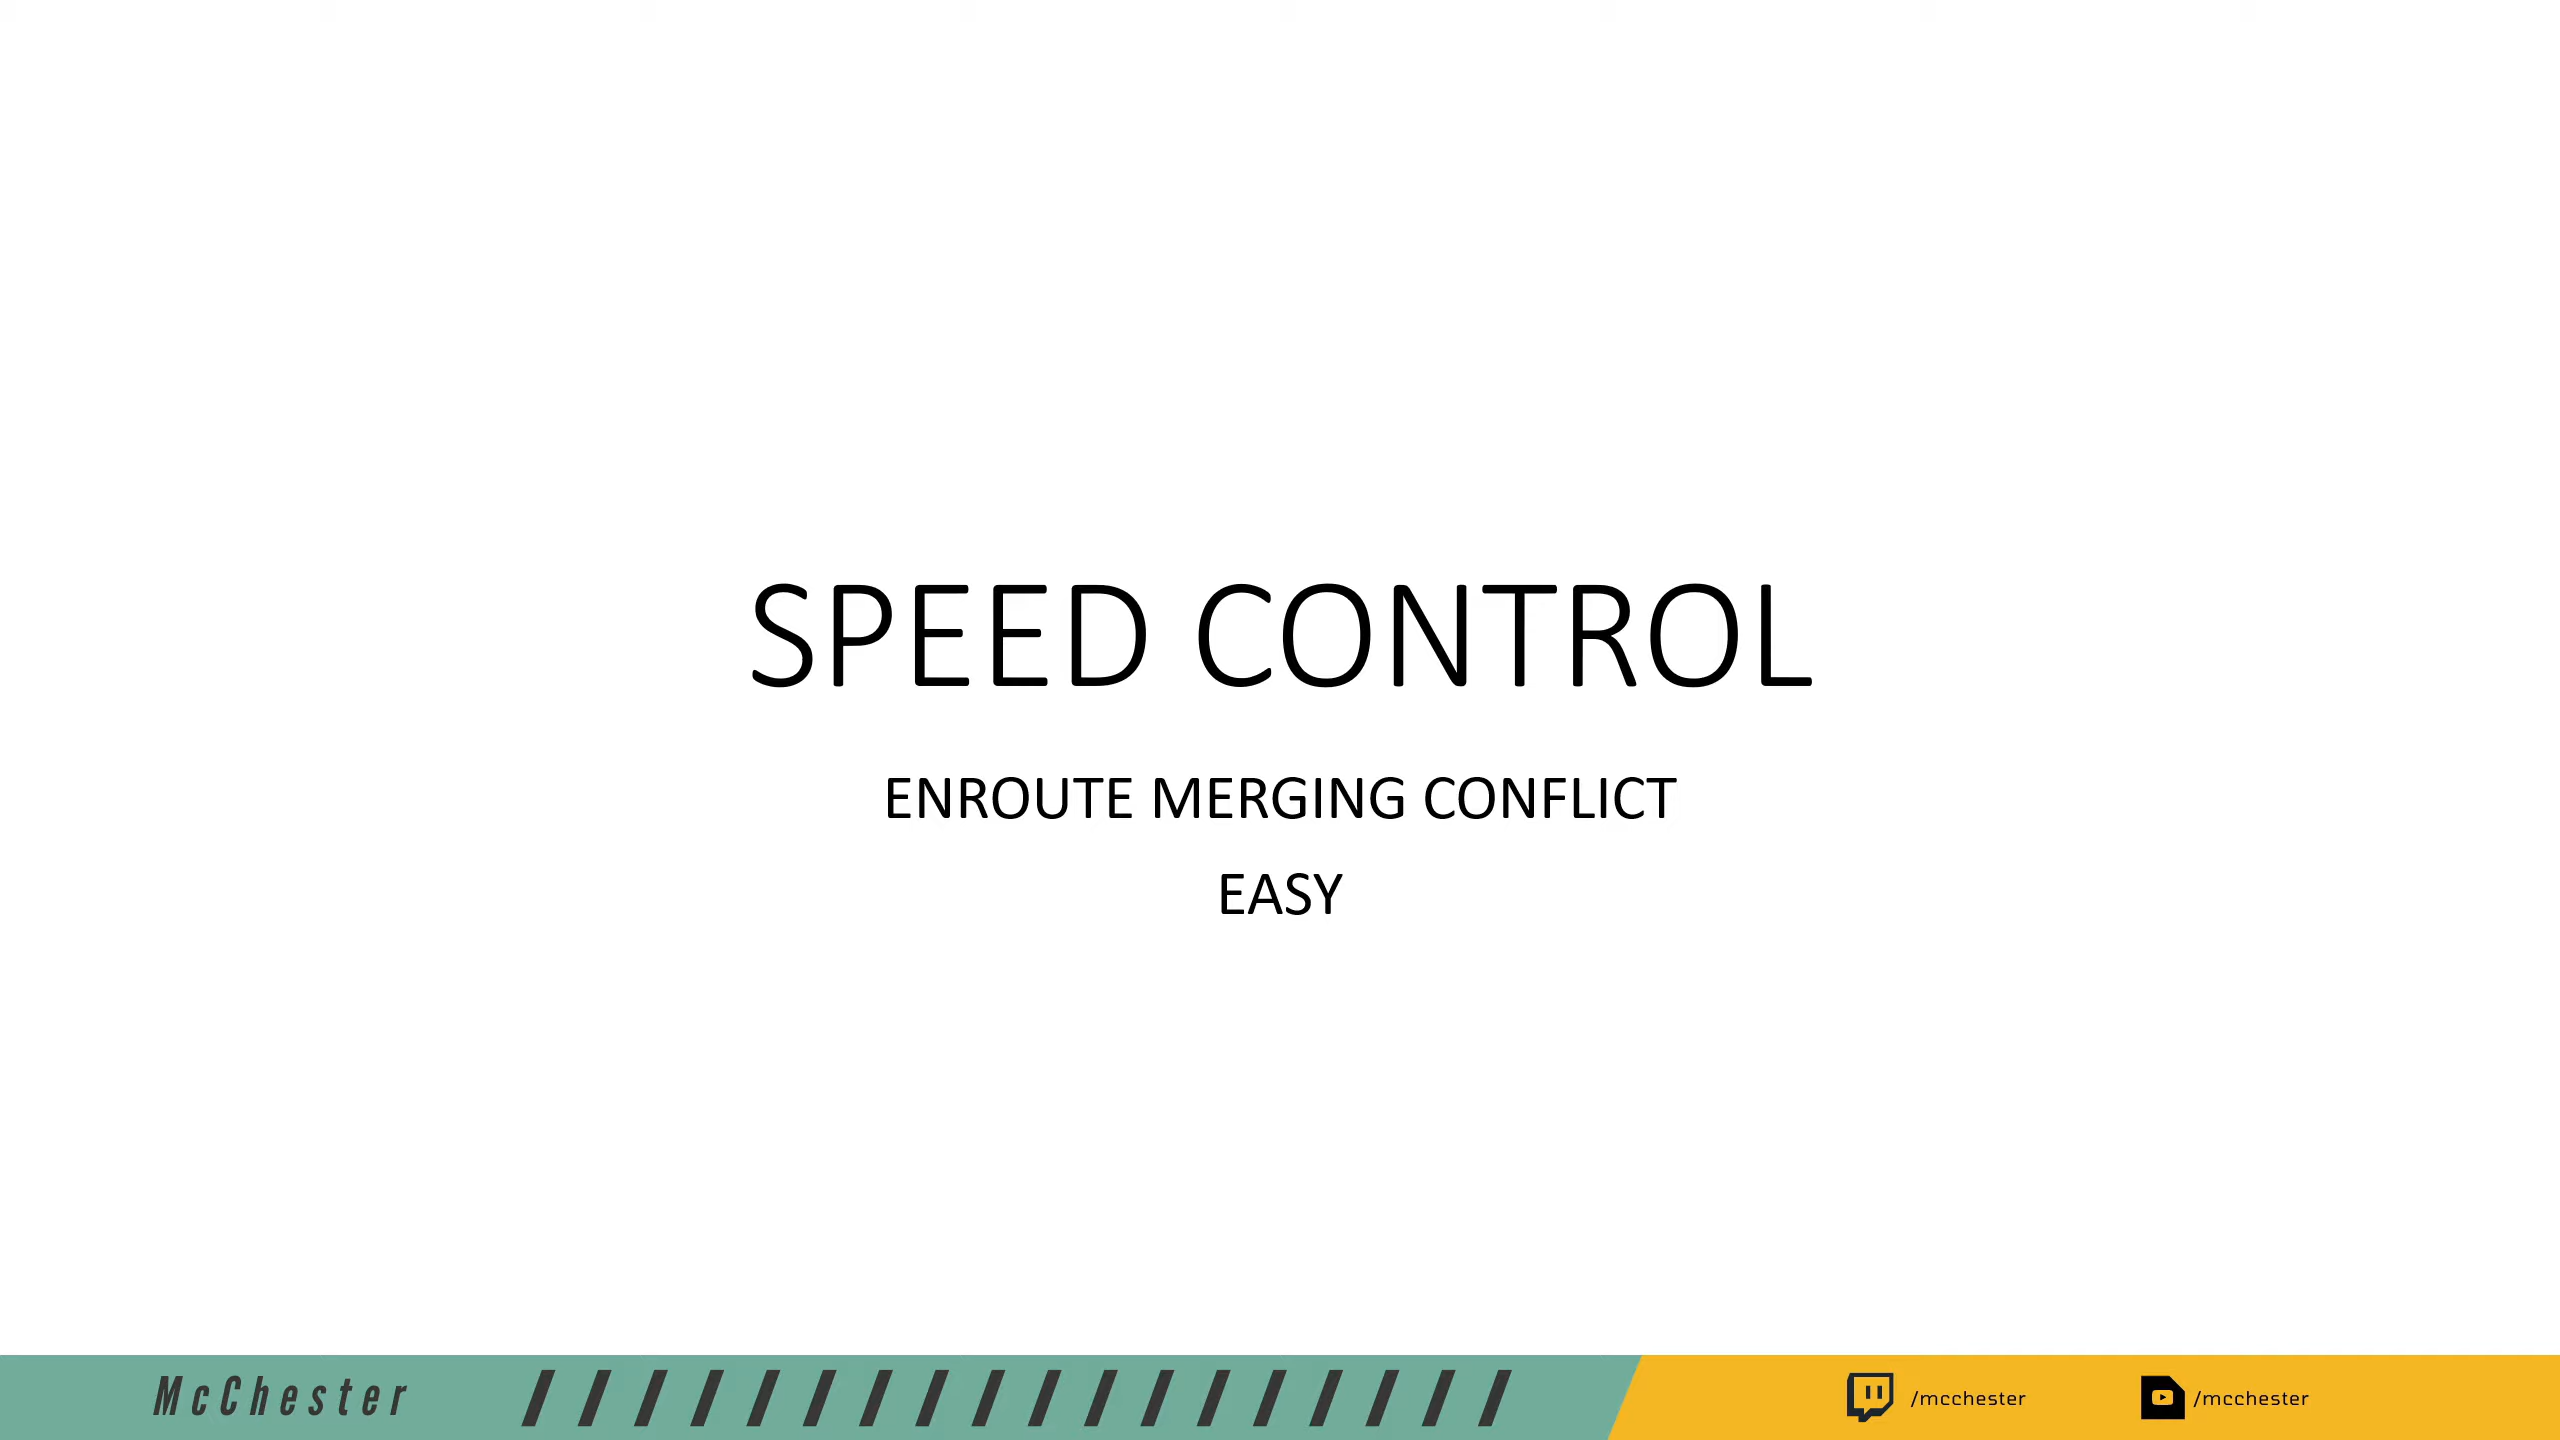 SPEED CONTROL
ENROUTE MERGING CONFLICT
EASY
McChester
/mcchester
/mcchester